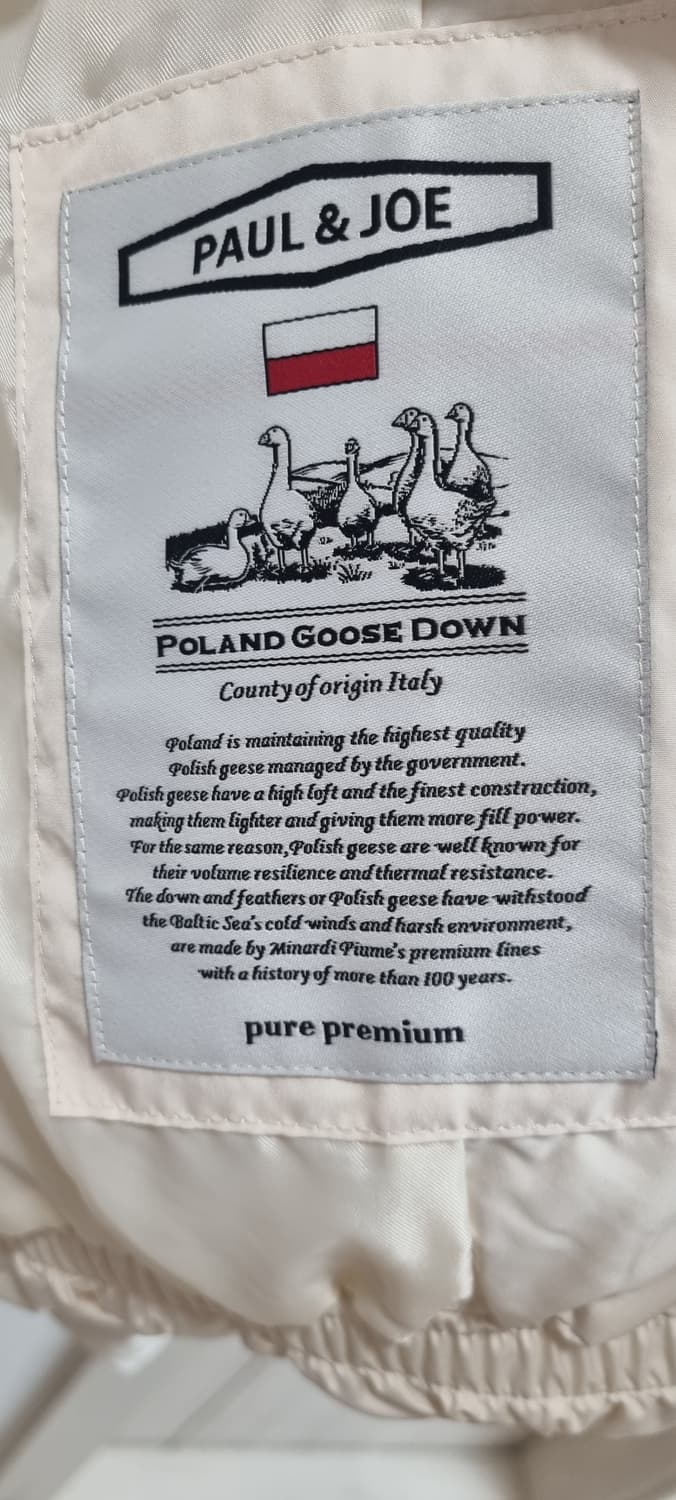 PAUL & JOE
POLAND GOOSE DOWN
County of origin Italy
Poland is maintaining the highest quality
Polish geese managed by the government.
Polish geese have a high loft and the finest construction,
making them lighter and giving them more fill power.
For the same reason,Polish geese are well known for
their volume resilience and thermal resistance.
The down and feathers or Polish geese have withstood
the Baltic Sea's cold winds and harsh environment,
are made by Minardi Piume's premium lines
with a history of more than 100 years.
pure premium